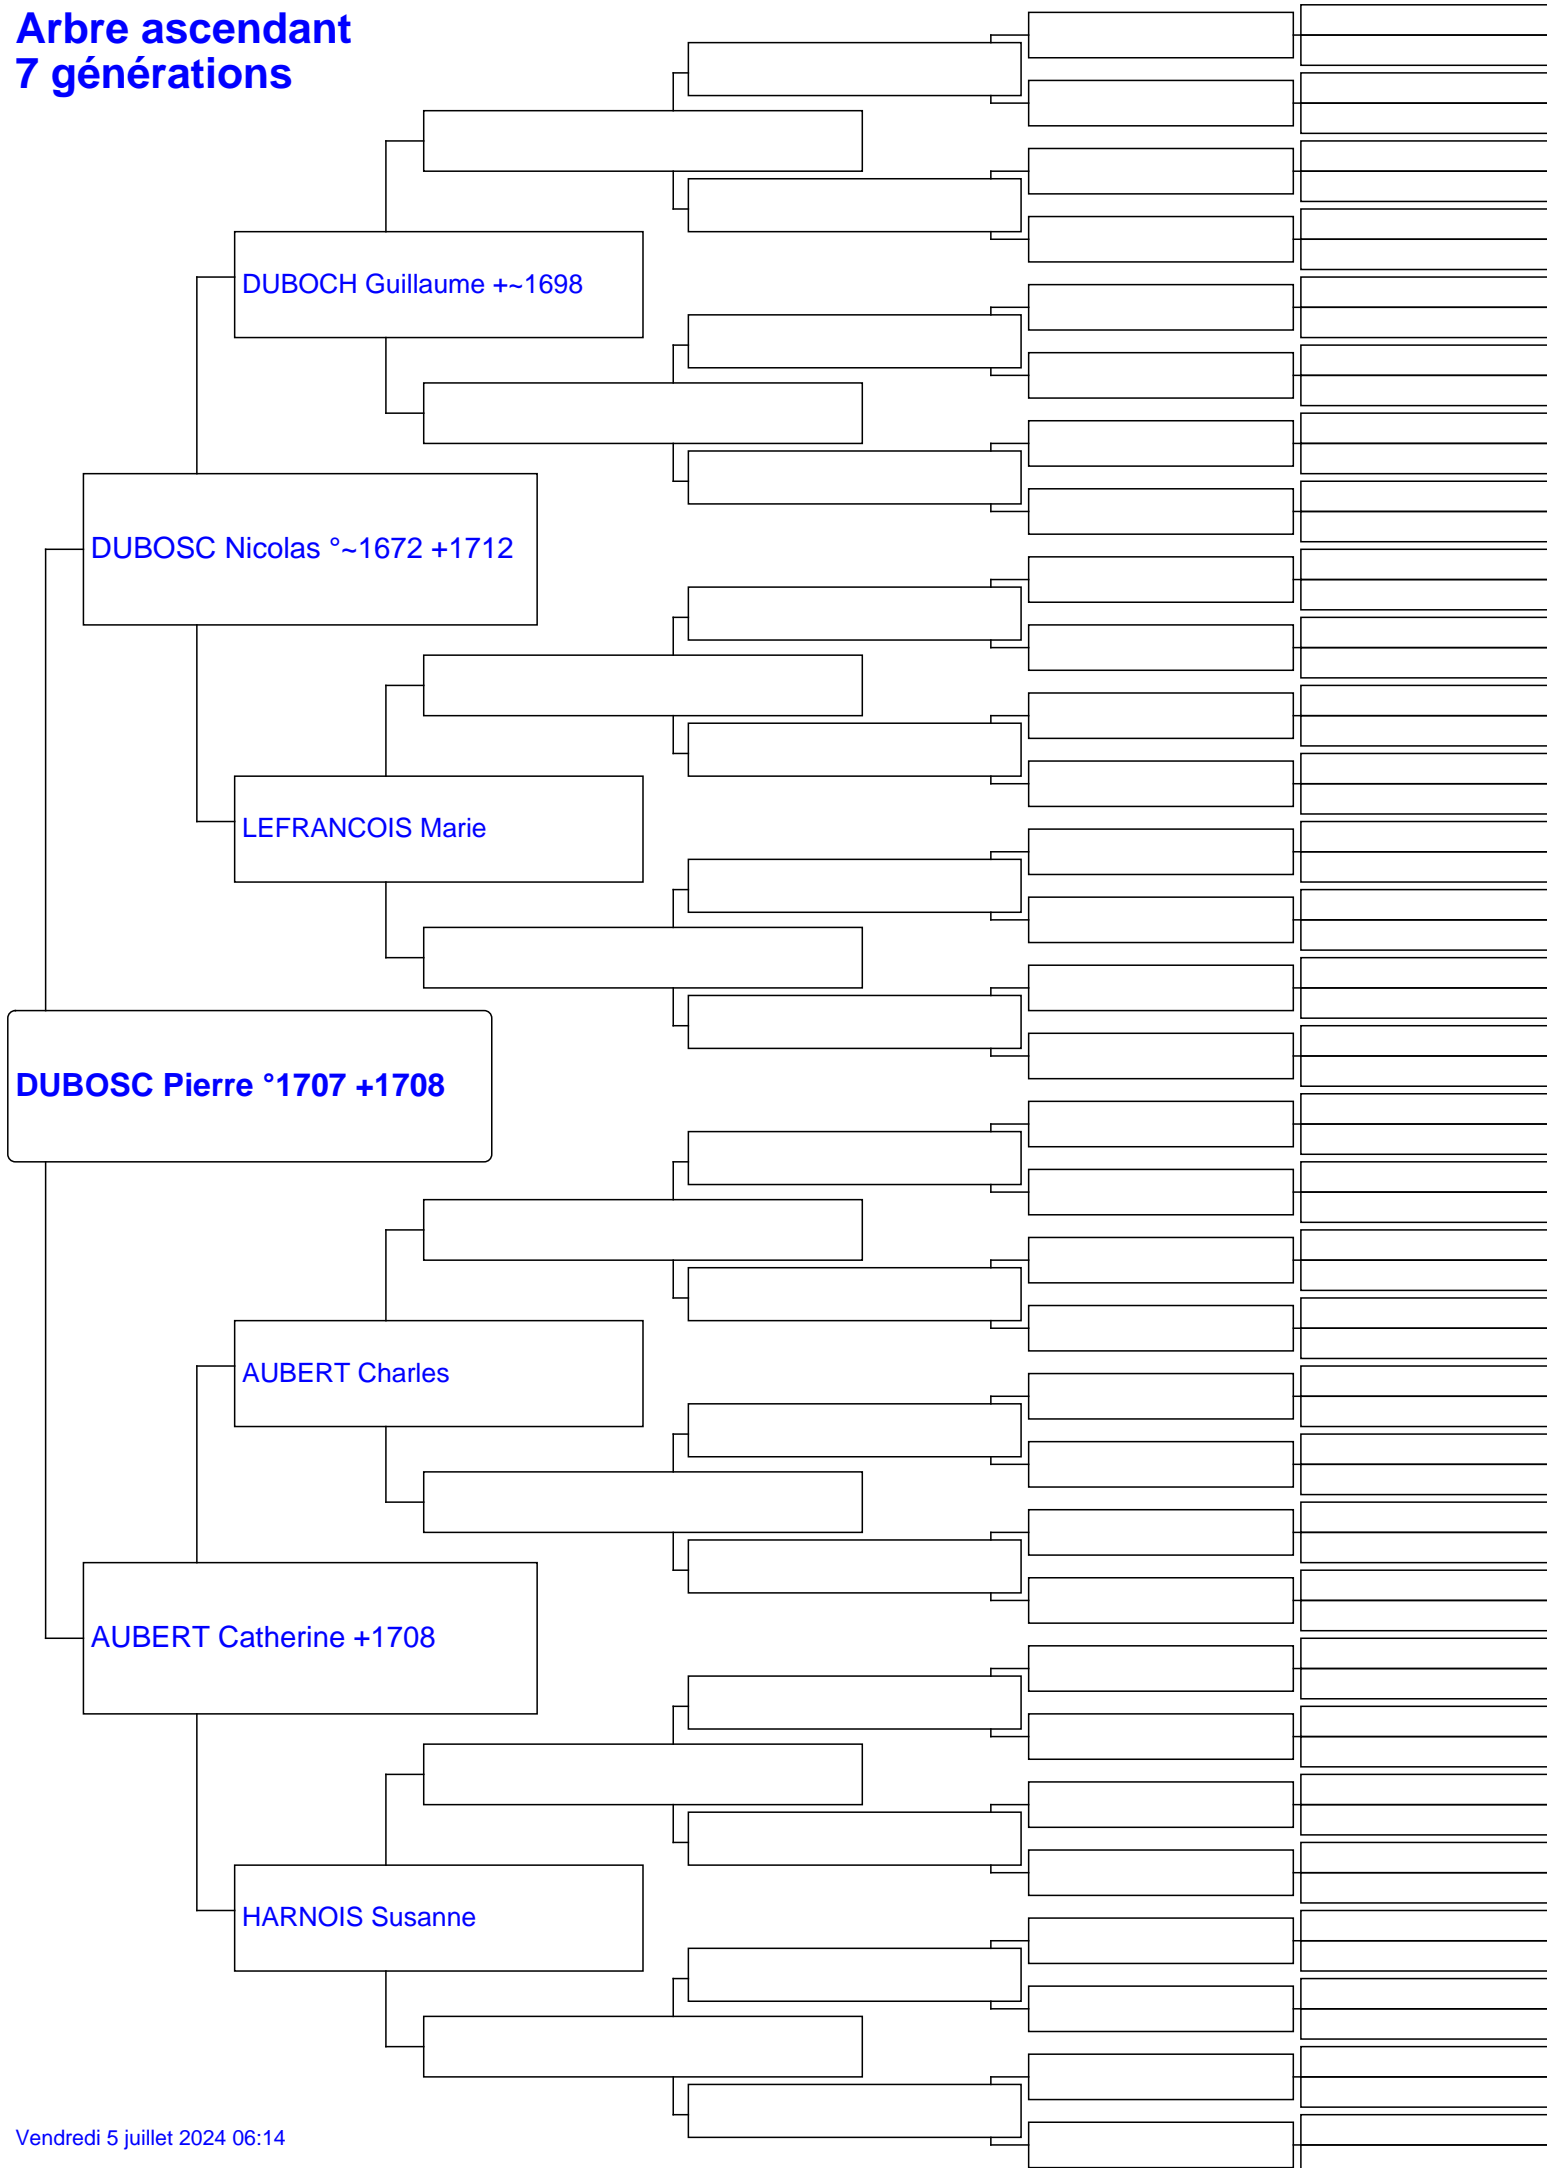 Arbre ascendant
7 générations
DUBOCH Guillaume +~1698
DUBOSC Nicolas °~1672 +1712
LEFRANCOIS Marie
DUBOSC Pierre °1707 +1708
AUBERT Charles
AUBERT Catherine +1708
HARNOIS Susanne
Vendredi 5 juillet 2024 06:14